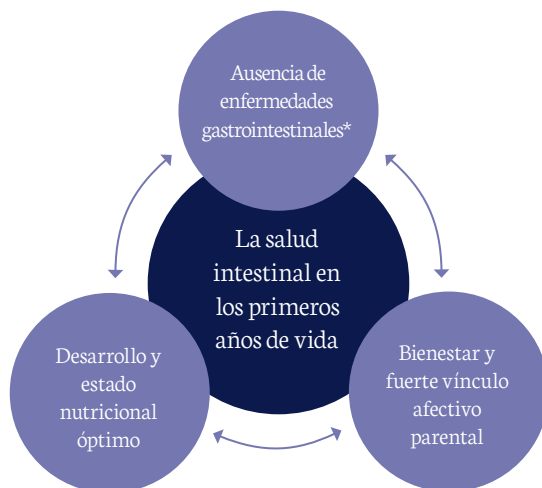 Ausencia de
enfermedades
gastrointestinales*
La salud
intestinal en
los primeros
años de vida
Desarrollo y
estado
nutricional
óptimo
Bienestar y
fuerte vínculo
afectivo
parental